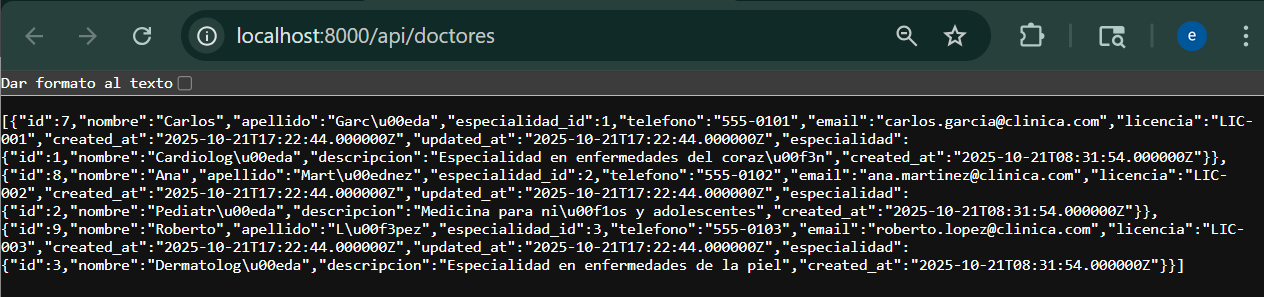 localhost:8000/api/doctores
e
Dar formato al texto
[{"id":7,"nombre":"Carlos","apellido":"Garc\u00eda","especialidad_id":1,"telefono":"555-0101","email":"carlos.garcia@clinica.com","licencia":"LIC-
001","created_at":"2025-10-21T17:22:44.000000Z","updated_at":"2025-10-21T17:22:44.000000Z","especialidad":
{"id":1,"nombre":"Cardiolog\u00eda","descripcion":"Especialidad en enfermedades del coraz\u00f3n","created_at":"2025-10-21T08:31:54.000000Z"}},
{"id":8,"nombre":"Ana","apellido":"Mart\u00ednez","especialidad_id":2,"telefono":"555-0102","email":"ana.martinez@clinica.com","licencia":"LIC-
002","created_at":"2025-10-21T17:22:44.000000Z","updated_at":"2025-10-21T17:22:44.000000Z","especialidad":
{"id":2,"nombre":"Pediatr\u00eda","descripcion":"Medicina para ni\u00f1os y adolescentes","created_at":"2025-10-21T08:31:54.000000Z"}},
{"id":9,"nombre":"Roberto","apellido":"L\u00f3pez","especialidad_id":3,"telefono":"555-0103","email":"roberto.lopez@clinica.com","licencia":"LIC-
003","created_at":"2025-10-21T17:22:44.000000Z","updated_at":"2025-10-21T17:22:44.000000Z","especialidad":
{"id":3,"nombre":"Dermatolog\u00eda","descripcion":"Especialidad en enfermedades de la piel","created_at":"2025-10-21T08:31:54.000000Z"}}]